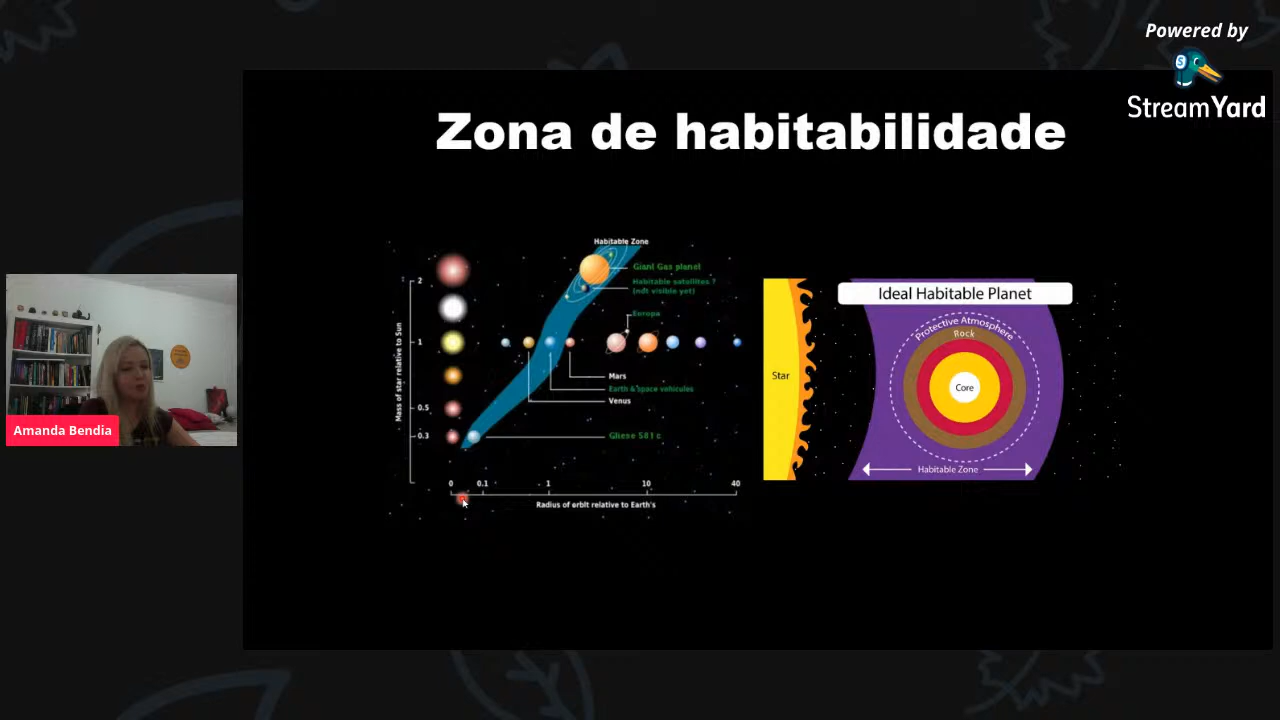 Powered by
StreamYard
Zona de habitabilidade
Habitable Zone
Giant Gas planet
Habitable satellites ?
(not visible yet)
Europa
Mass of star relative to Sun
2
1
0.5
0.3
Mars
Earth & space vehicules
Venus
Gliese 581 c
0 0.1 1 10 40
Radius of orbit relative to Earth's
Ideal Habitable Planet
Protective Atmosphere
Rock
Core
Star
Habitable Zone
Amanda Bendia